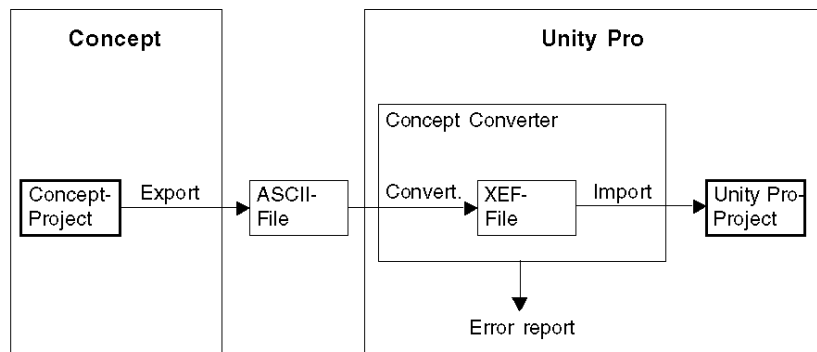 Concept
Unity Pro
Concept Converter
Concept-
Project
Export
ASCII-
File
Convert.
XEF-
File
Import
Unity Pro-
Project
Error report